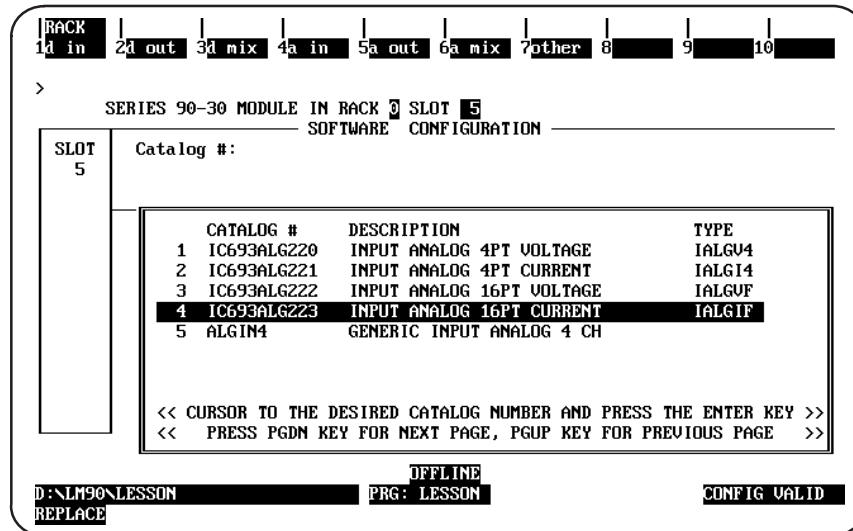 RACK
1d in 2d out 3d mix 4a in 5a out 6a mix 7other 8 9 10
>
SERIES 90-30 MODULE IN RACK 0 SLOT 5
SOFTWARE CONFIGURATION
SLOT Catalog #:
5
CATALOG # DESCRIPTION TYPE
1 IC693ALG220 INPUT ANALOG 4PT VOLTAGE IALGV4
2 IC693ALG221 INPUT ANALOG 4PT CURRENT IALGI4
3 IC693ALG222 INPUT ANALOG 16PT VOLTAGE IALGVF
4 IC693ALG223 INPUT ANALOG 16PT CURRENT IALGIF
5 ALGIN4 GENERIC INPUT ANALOG 4 CH
<< CURSOR TO THE DESIRED CATALOG NUMBER AND PRESS THE ENTER KEY >>
<< PRESS PGDN KEY FOR NEXT PAGE, PGUP KEY FOR PREVIOUS PAGE >>
OFFLINE
D:\LM90\LESSON PRG: LESSON CONFIG VALID
REPLACE